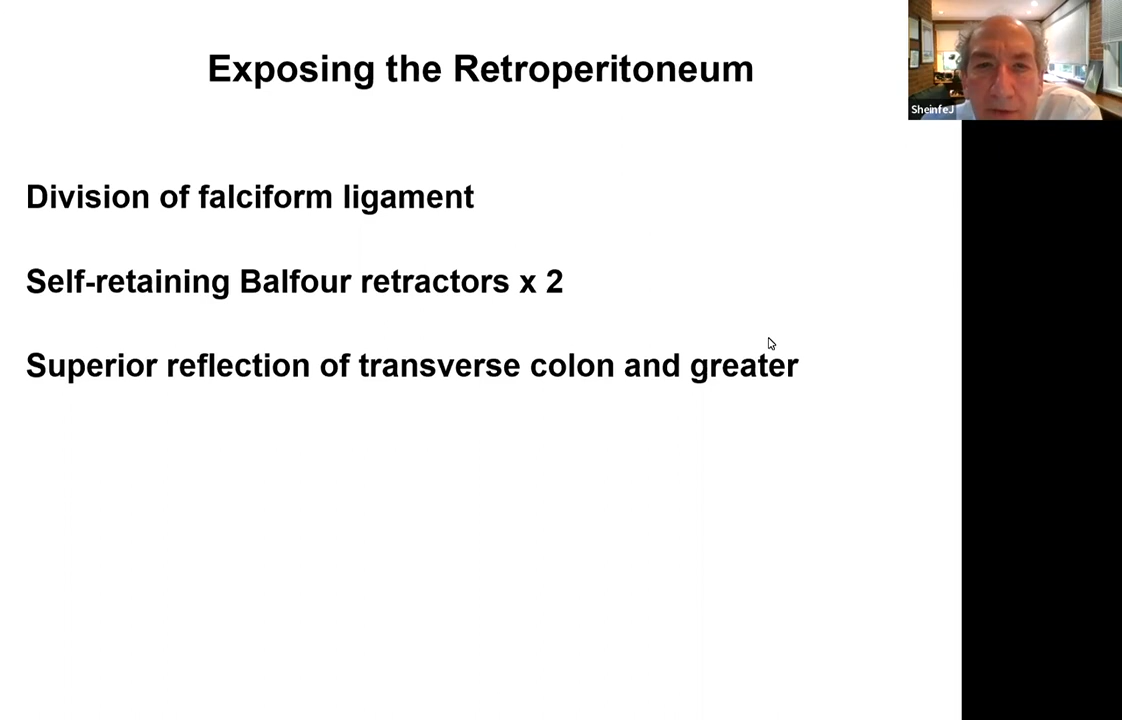 Exposing the Retroperitoneum
SheinfeJ
Division of falciform ligament
Self-retaining Balfour retractors x 2
Superior reflection of transverse colon and greater